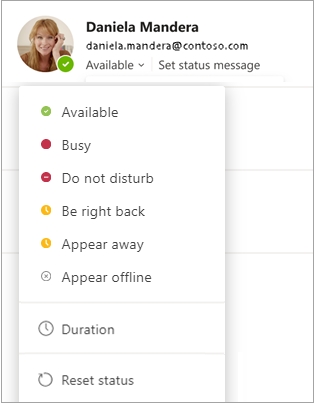 Daniela Mandera
daniela.mandera@contoso.com
Available Set status message
Available
Busy
Do not disturb
Be right back
Appear away
Appear offline
Duration
Reset status